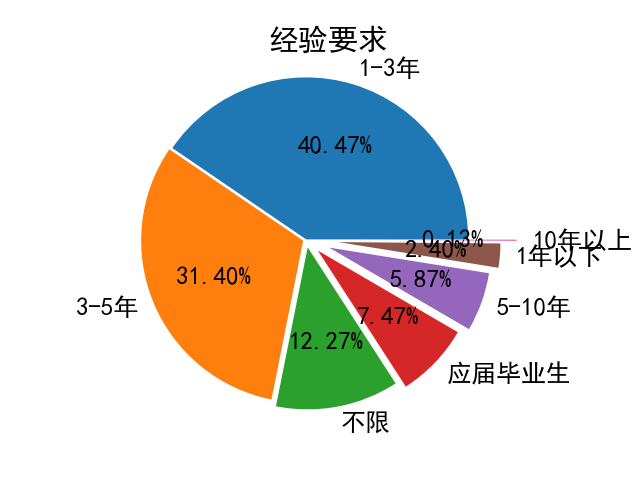 经验要求
1-3年
40.47%
0.13%
10年以上
2.40%
1年以下
31.40%
5.87%
3-5年
5-10年
7.47%
12.27%
应届毕业生
不限